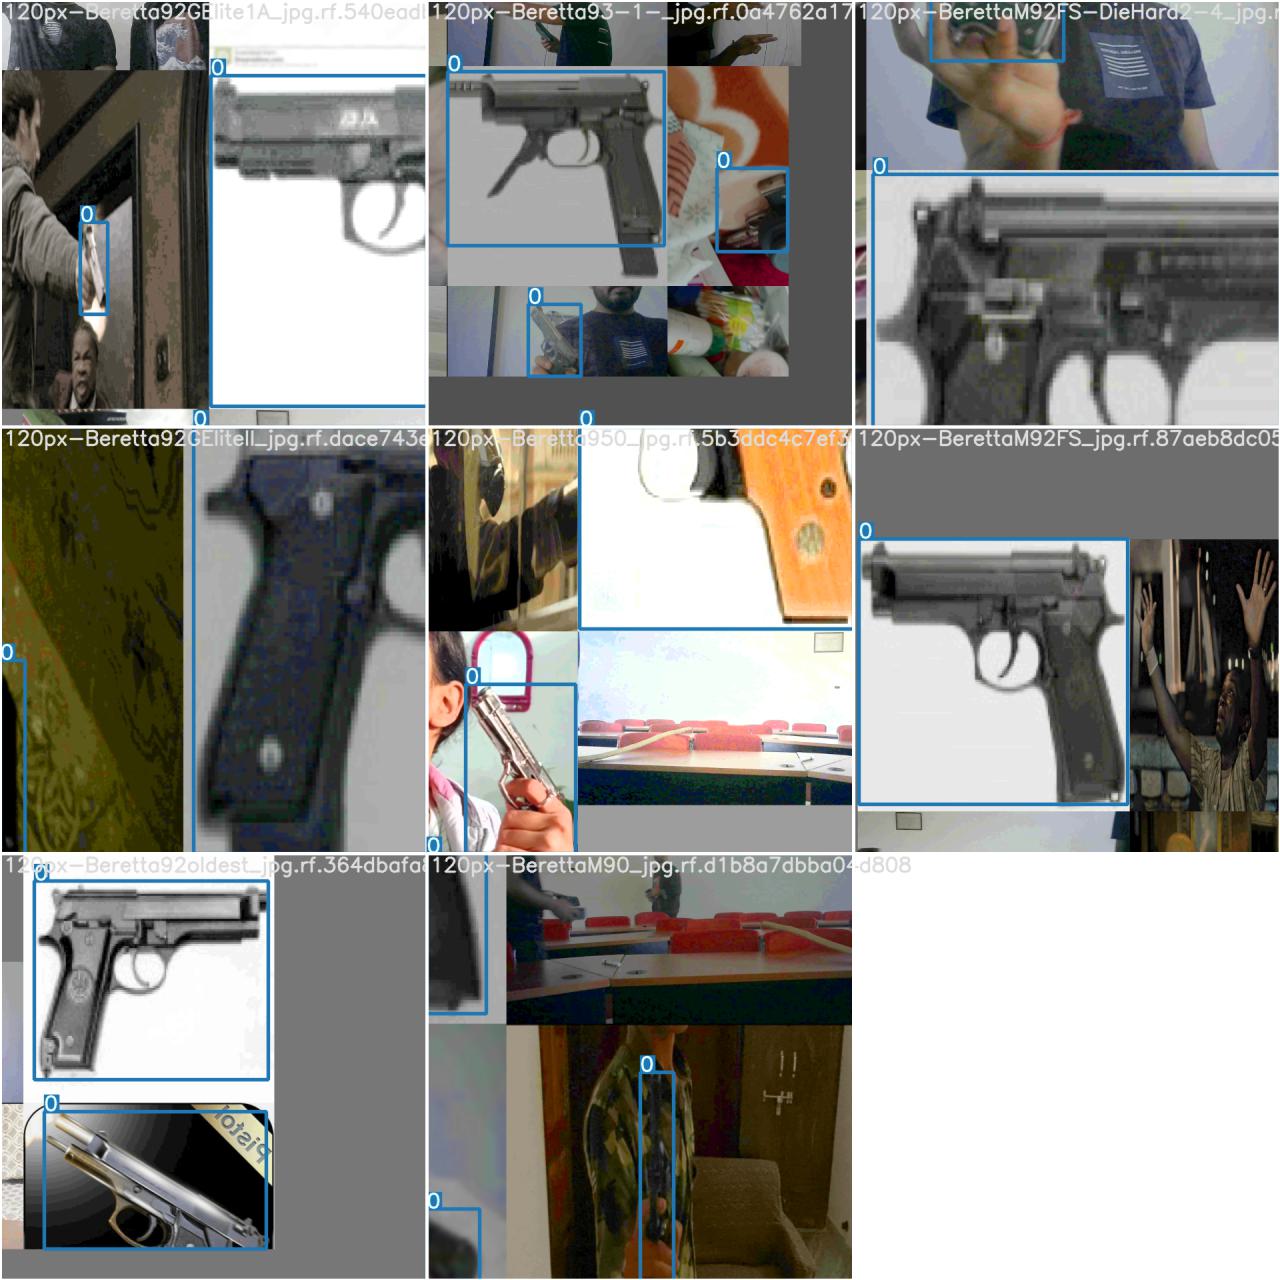 120px-Beretta92GElite1A_jpg.rf.540ead
120px-Beretta93-1-_jpg.rf.0a4762a17
120px-BerettaM92FS-DieHard2-4_jpg.r
0
0
0
0
0
0
0
0
120px-Beretta92GEliteII_jpg.rf.dace743e
120px-Beretta950_jpg.rf.5b3ddc4c7ef3
120px-BerettaM92FS_jpg.rf.87aeb8dc05
0
0
0
0
120px-Beretta92oldest_jpg.rf.364dbafa
120px-BerettaM90_jpg.rf.d1b8a7dbba04-d808
0
0
Pistol
0
0